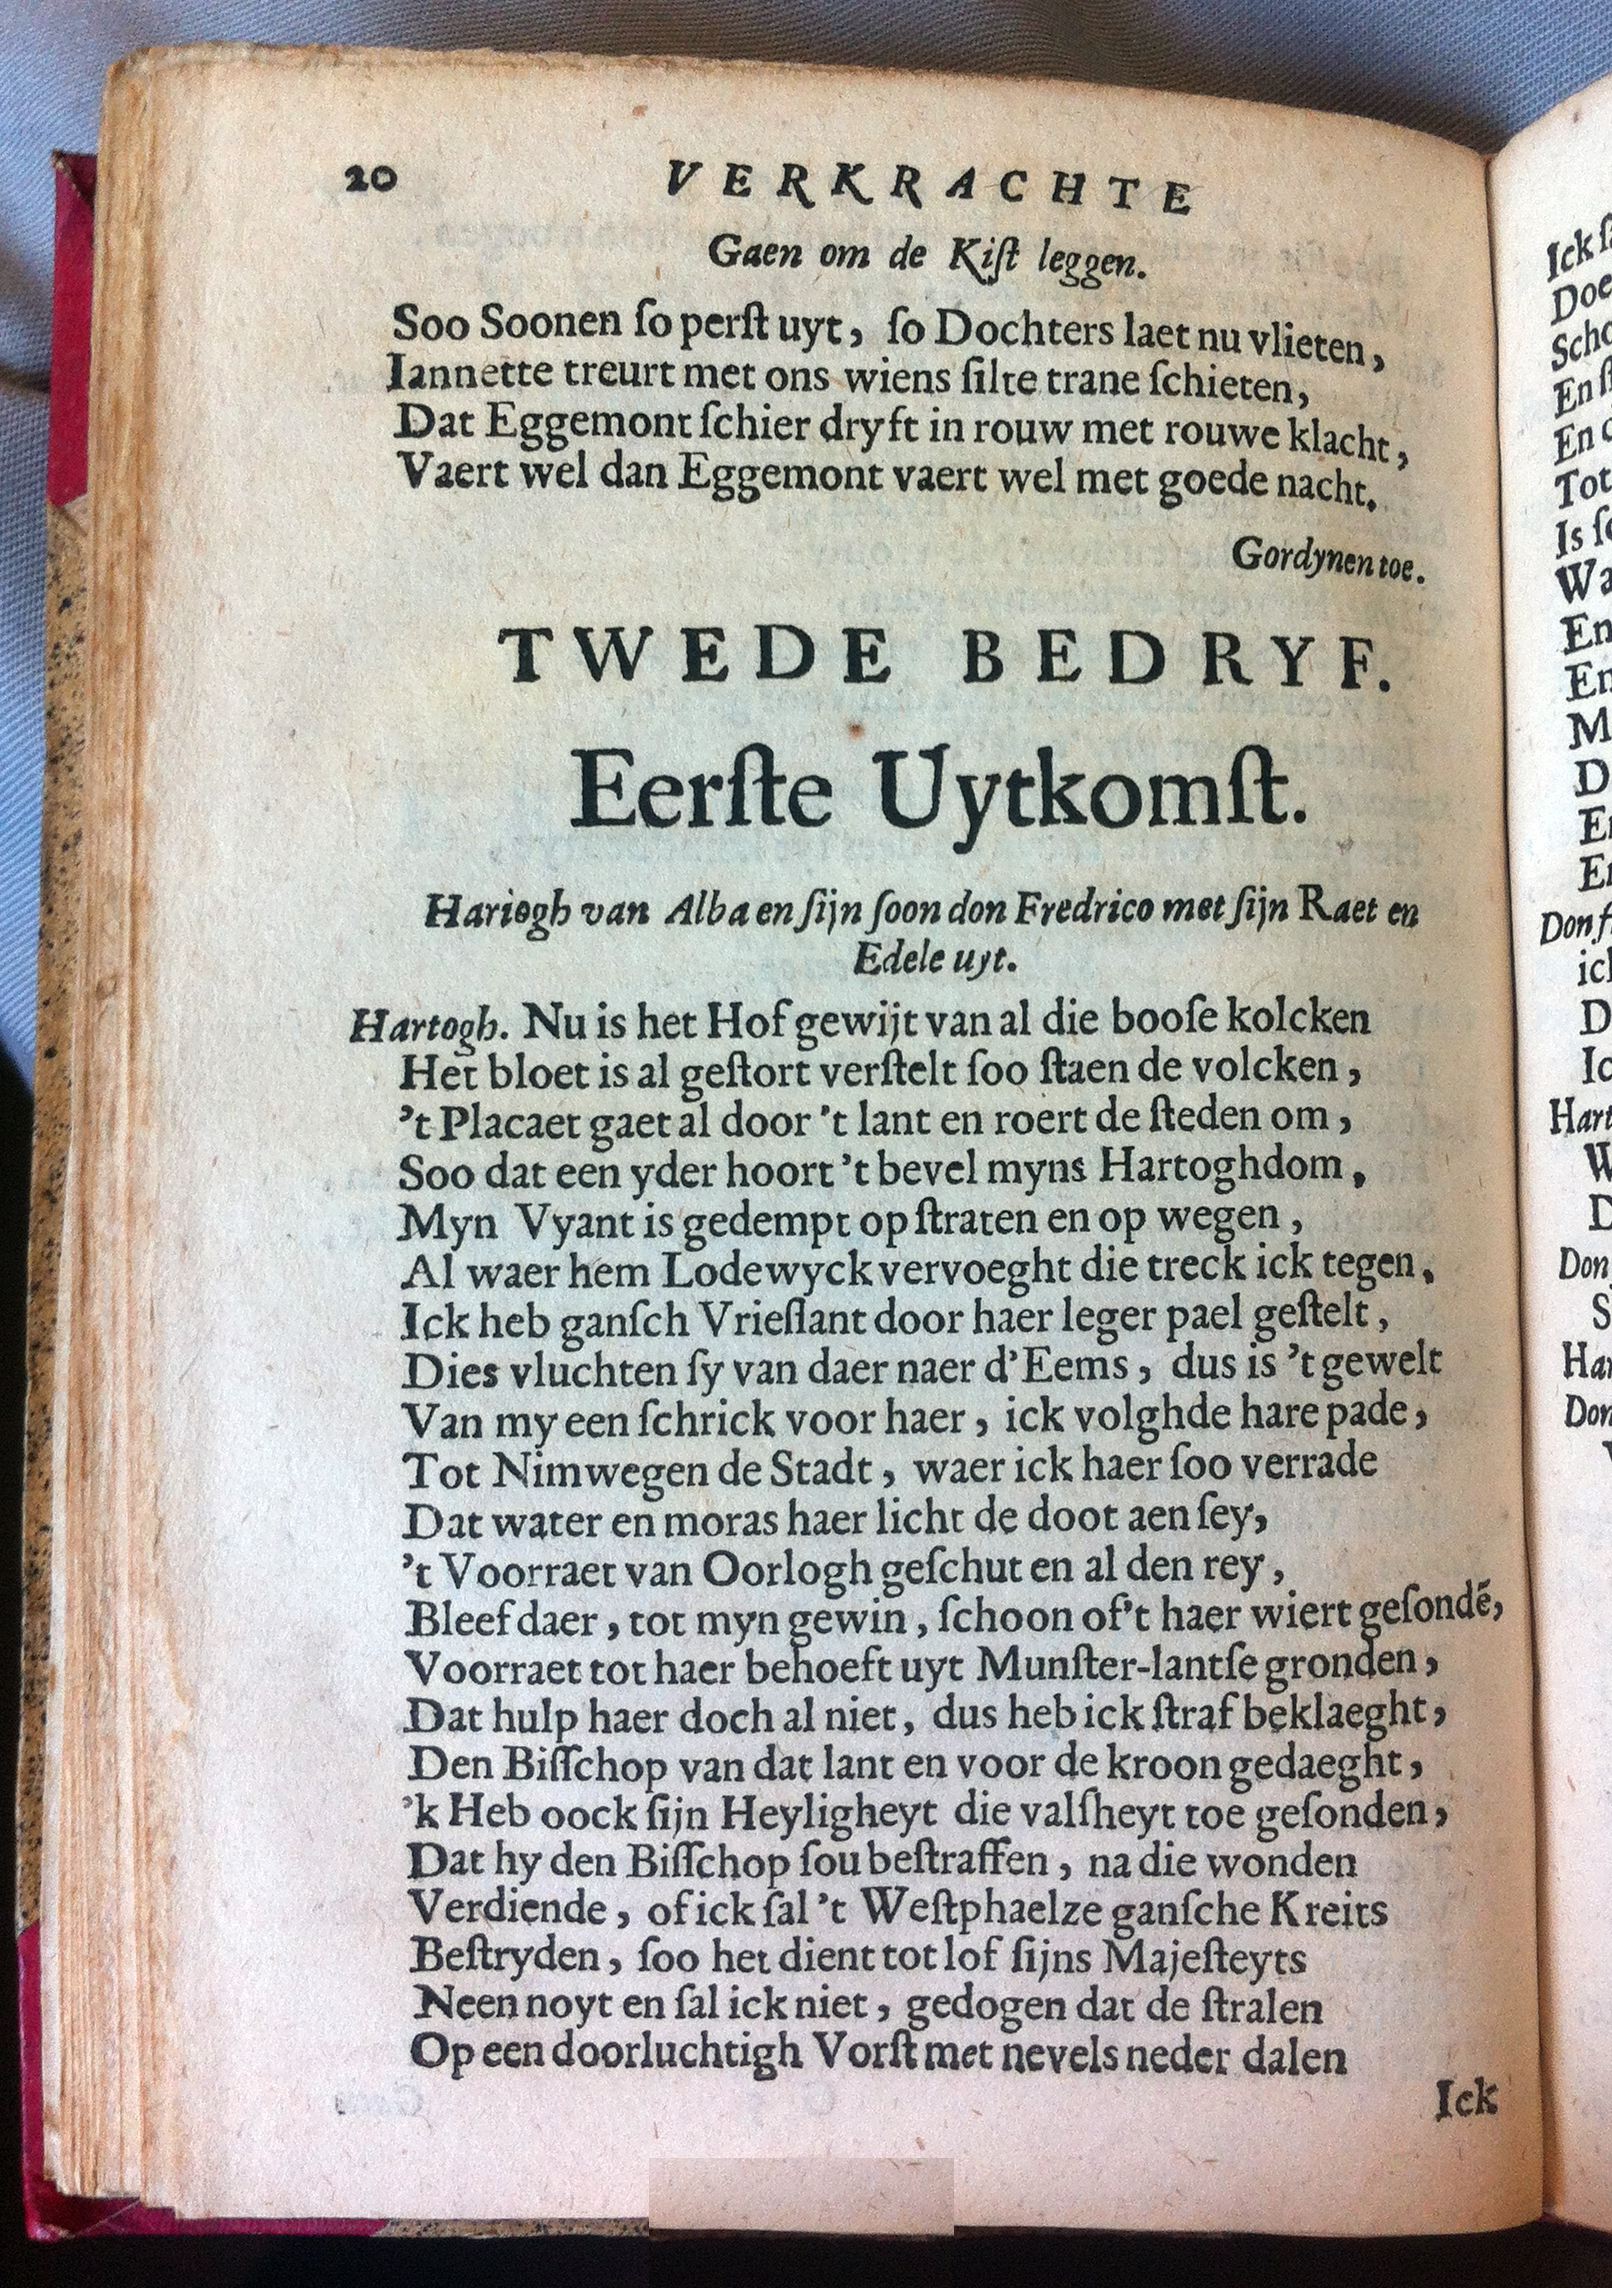 20 VERKRACHTE
Gaen om de Kiſt leggen.
Soo Soonen ſo perſt uyt, ſo Dochters laet nu vlieten,
Iannette treurt met ons wiens ſilte trane ſchieten,
Dat Eggemont ſchier dryft in rouw met rouwe klacht,
Vaert wel dan Eggemont vaert wel met goede nacht.
Gordynen toe.
TWEDE BEDRYF.
Eerſte Uytkomſt.
Hartogh van Alba en ſijn ſoon don Fredrico met ſijn Raet en
Edele uyt.
Hartogh. Nu is het Hof gewijt van al die booſe kolcken
Het bloet is al geſtort verſtelt ſoo ſtaen de volcken,
't Placaet gaet al door 't lant en roert de ſteden om,
Soo dat een yder hoort 't bevel myns Hartoghdom,
Myn Vyant is gedempt op ſtraten en op wegen,
Al waer hem Lodewyck vervoeght die treck ick tegen,
Ick heb ganſch Vrieſlant door haer leger pael geſtelt,
Dies vluchten ſy van daer naer d'Eems, dus is 't gewelt
Van my een ſchrick voor haer, ick volghde hare pade,
Tot Nimwegen de Stadt, waer ick haer ſoo verrade
Dat water en moras haer licht de doot aen ſey,
't Voorraet van Oorlogh geſchut en al den rey,
Bleef daer, tot myn gewin, ſchoon of't haer wiert geſondē,
Voorraet tot haer behoeft uyt Munſter-lantſe gronden,
Dat hulp haer doch al niet, dus heb ick ſtraf beklaeght,
Den Biſſchop van dat lant en voor de kroon gedaeght,
'k Heb oock ſijn Heyligheyt die valſheyt toe geſonden,
Dat hy den Biſſchop ſou beſtraffen, na die wonden
Verdiende, of ick ſal 't Weſtphaelze ganſche Kreits
Beſtryden, ſoo het dient tot lof ſijns Majeſteyts
Neen noyt en ſal ick niet, gedogen dat de ſtralen
Op een doorluchtigh Vorſt met nevels neder dalen
Ick